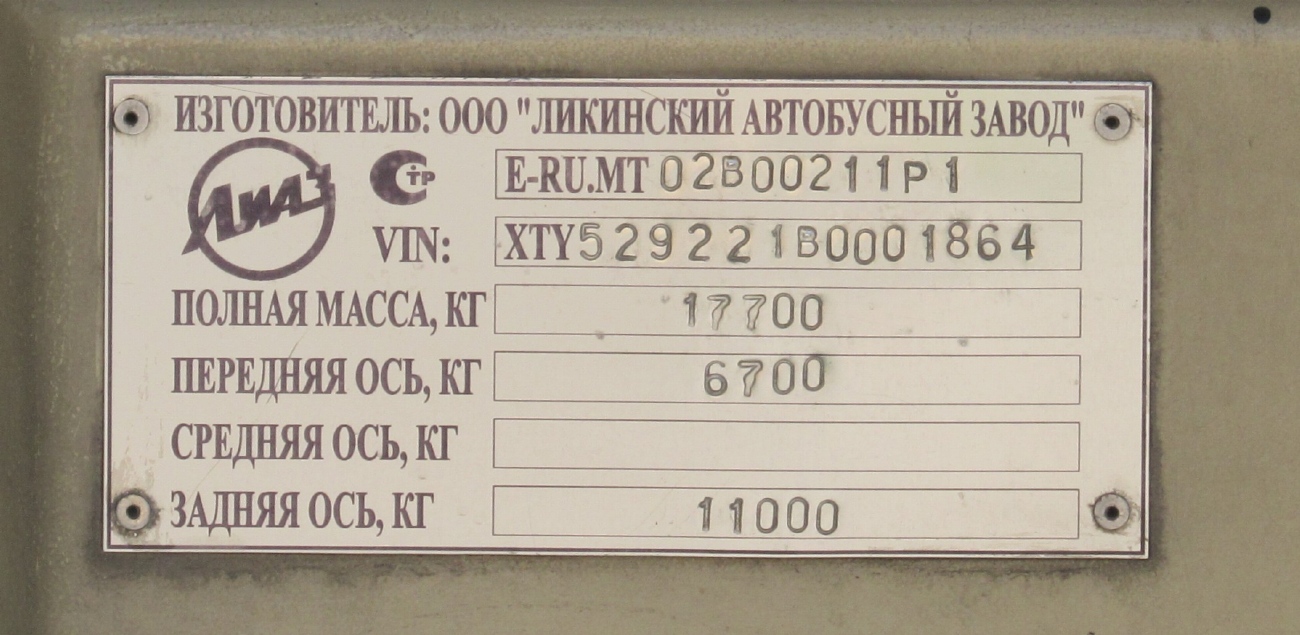 ИЗГОТОВИТЕЛЬ: ООО "ЛИКИНСКИЙ АВТОБУСНЫЙ ЗАВОД"
ЛиАЗ СТР E-RU.MT 02B00211P1
VIN: XTY529221B0001864
ПОЛНАЯ МАССА, КГ 17700
ПЕРЕДНЯЯ ОСЬ, КГ 6700
СРЕДНЯЯ ОСЬ, КГ
ЗАДНЯЯ ОСЬ, КГ 11000